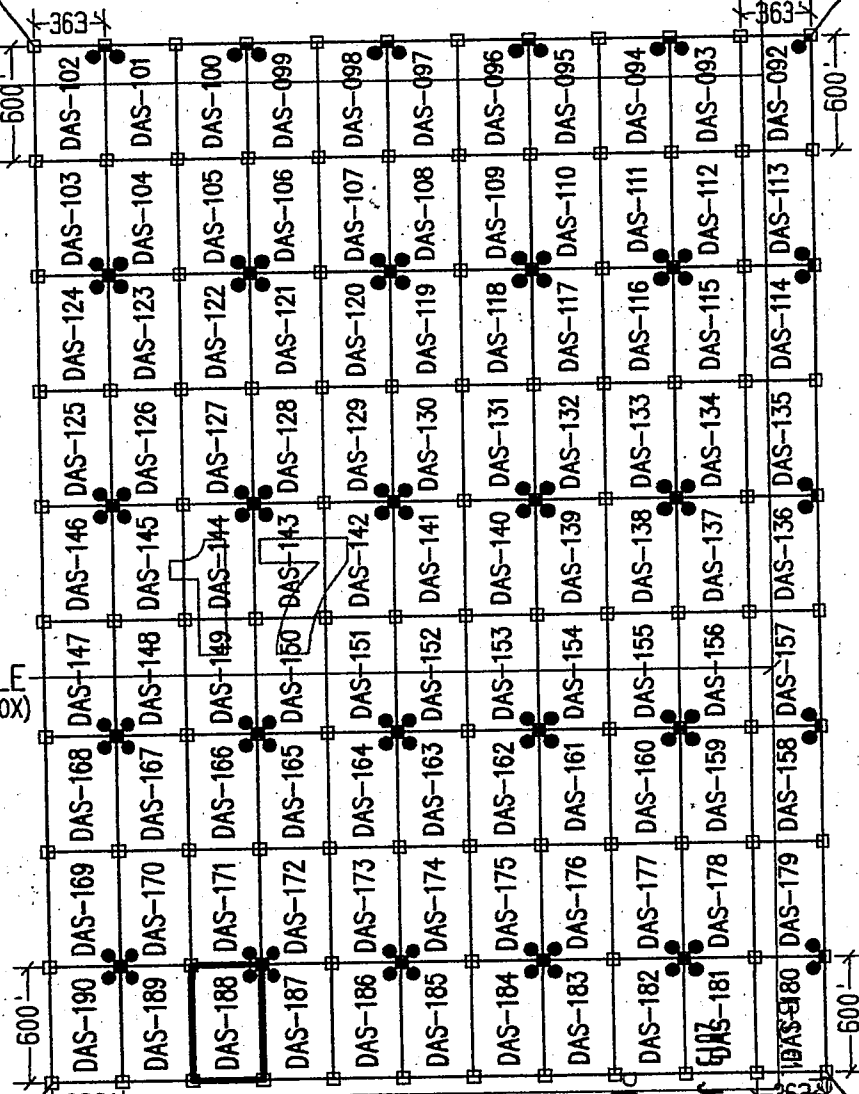 363 363
600' DAS-102 DAS-101 DAS-100 DAS-099 DAS-098 DAS-097 DAS-096 DAS-095 DAS-094 DAS-093 DAS-092 600'
DAS-103 DAS-104 DAS-105 DAS-106 DAS-107 DAS-108 DAS-109 DAS-110 DAS-111 DAS-112 DAS-113
DAS-124 DAS-123 DAS-122 DAS-121 DAS-120 DAS-119 DAS-118 DAS-117 DAS-116 DAS-115 DAS-114
DAS-125 DAS-126 DAS-127 DAS-128 DAS-129 DAS-130 DAS-131 DAS-132 DAS-133 DAS-134 DAS-135
DAS-146 DAS-145 DAS-144 DAS-143 DAS-142 DAS-141 DAS-140 DAS-139 DAS-138 DAS-137 DAS-136
17
DAS-147 DAS-148 DAS-149 DAS-150 DAS-151 DAS-152 DAS-153 DAS-154 DAS-155 DAS-156 DAS-157
E
OX)
DAS-168 DAS-167 DAS-166 DAS-165 DAS-164 DAS-163 DAS-162 DAS-161 DAS-160 DAS-159 DAS-158
DAS-169 DAS-170 DAS-171 DAS-172 DAS-173 DAS-174 DAS-175 DAS-176 DAS-177 DAS-178 DAS-179
600' DAS-190 DAS-189 DAS-188 DAS-187 DAS-186 DAS-185 DAS-184 DAS-183 DAS-182 DAS-181 DAS-180 600'